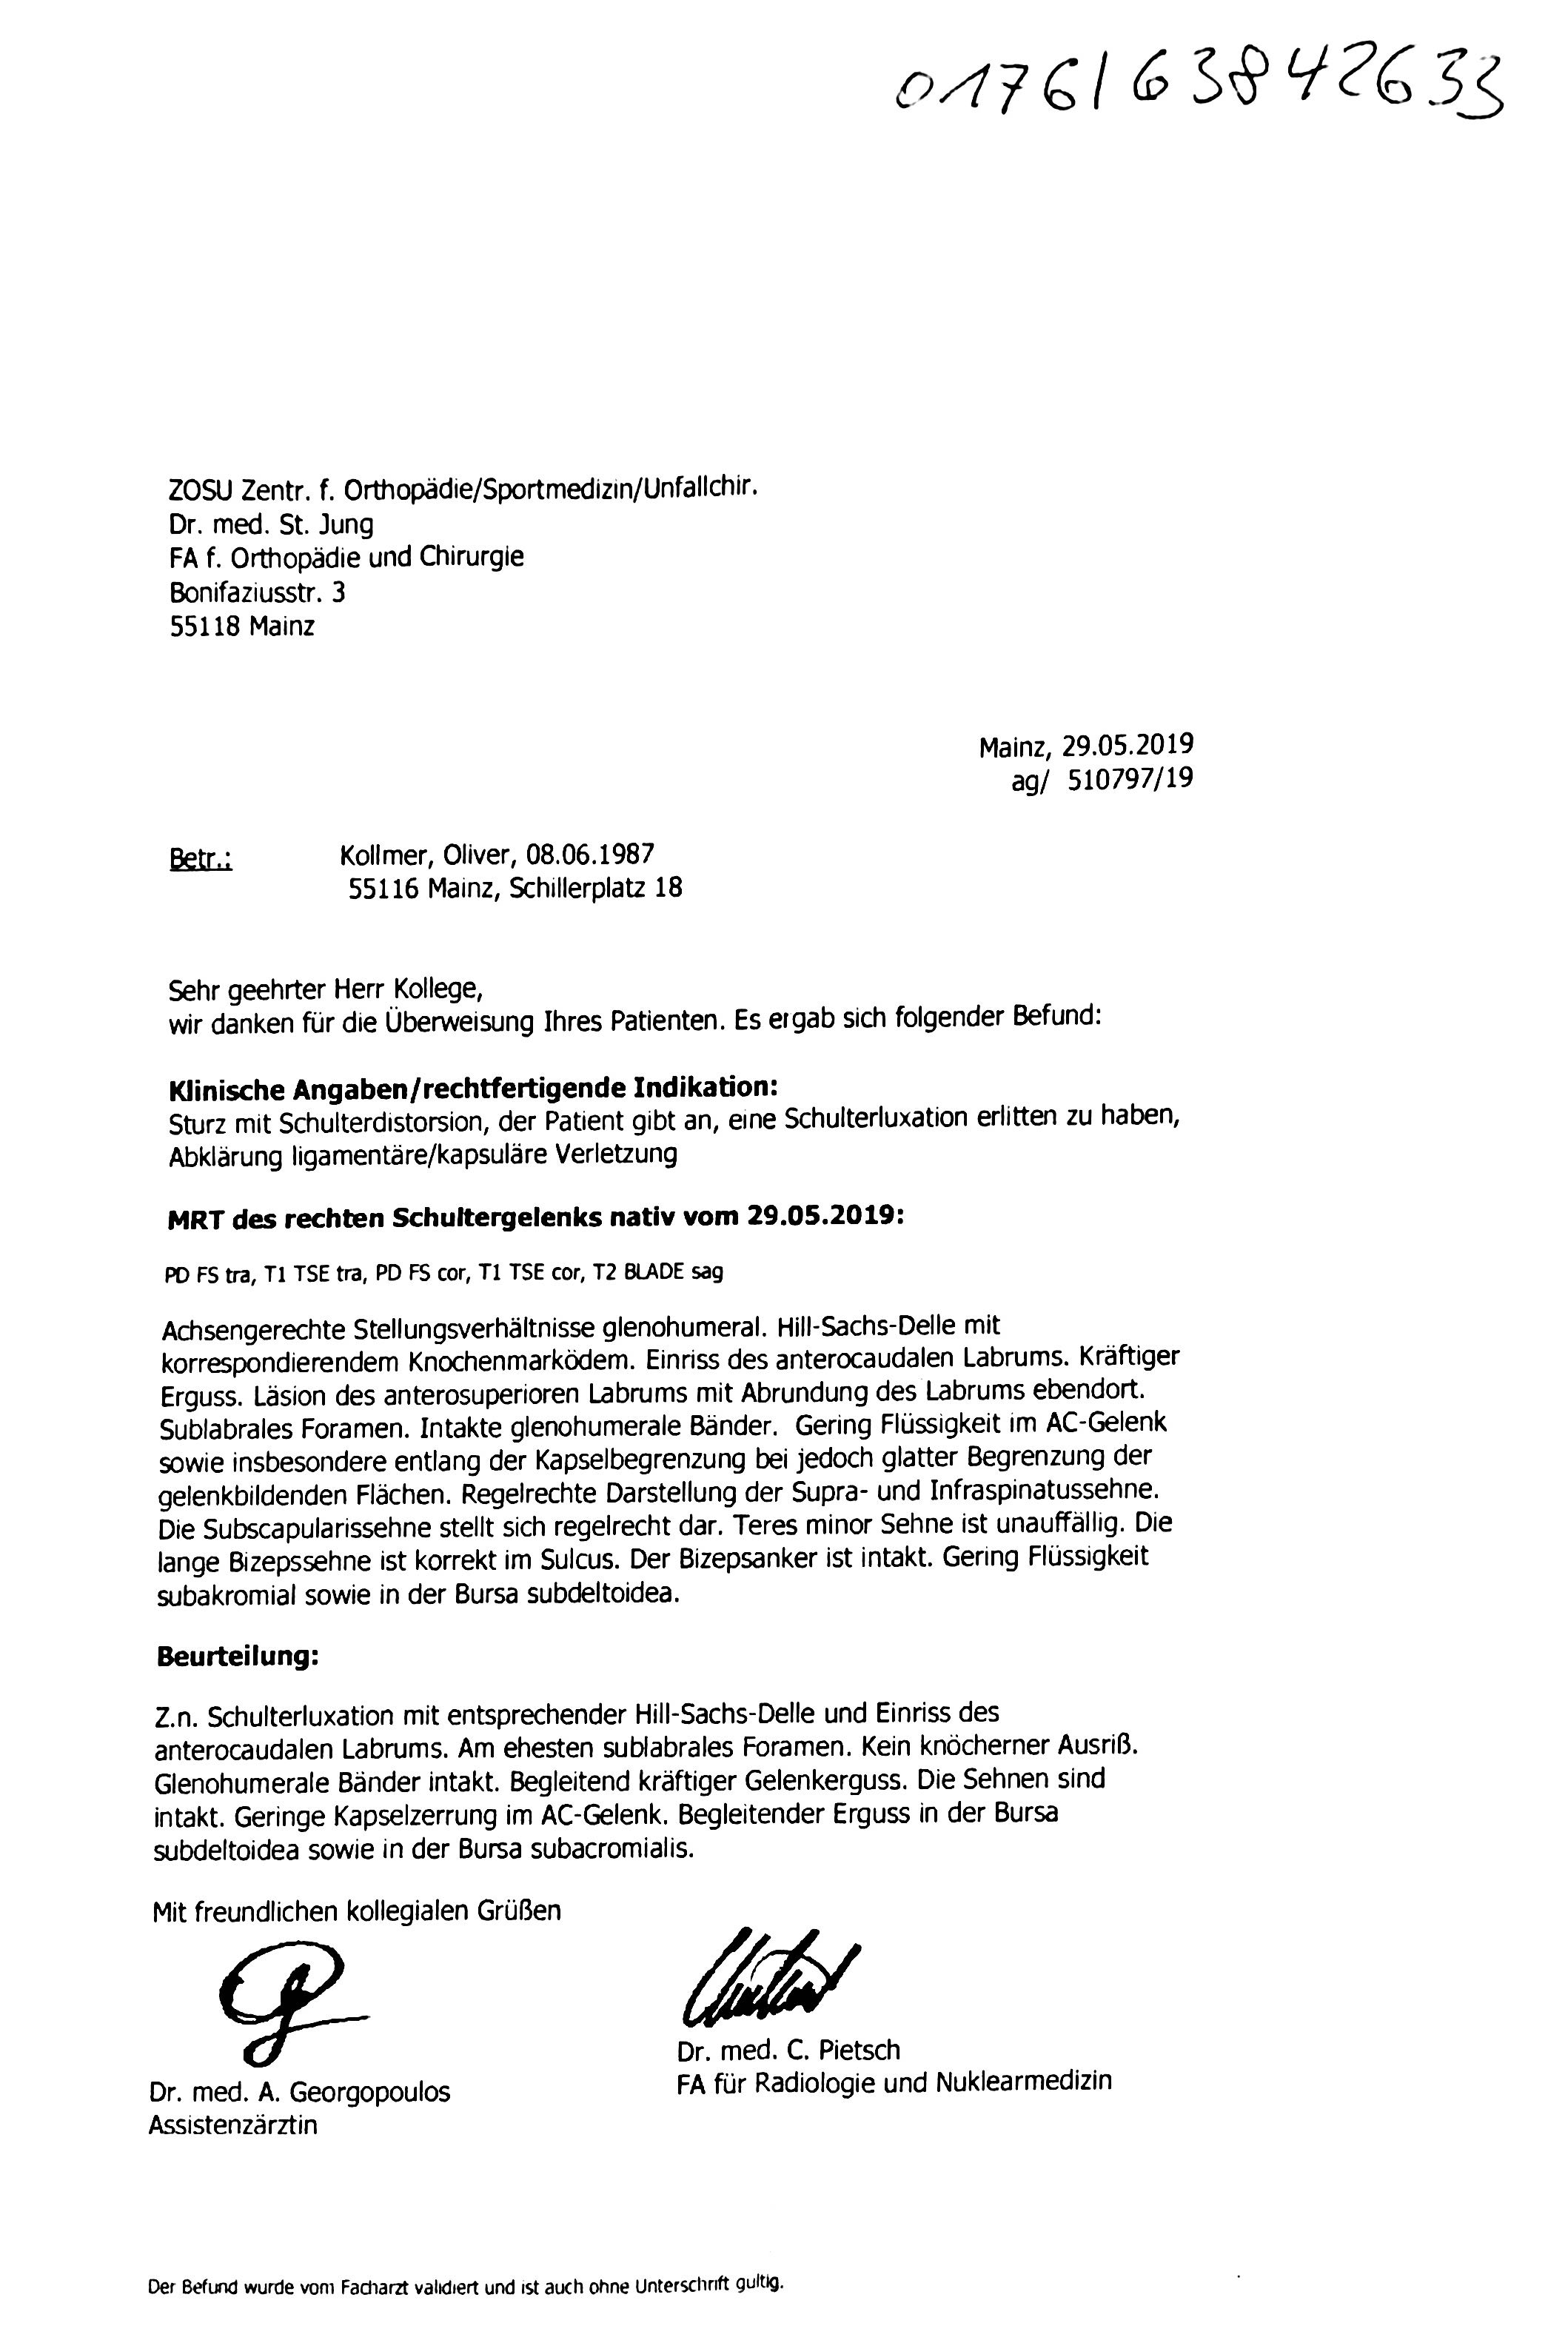 0176163842633
ZOSU Zentr. f. Orthopädie/Sportmedizin/Unfallchir.
Dr. med. St. Jung
FA f. Orthopädie und Chirurgie
Bonifaziusstr. 3
55118 Mainz
Mainz, 29.05.2019
ag/ 510797/19
Betr.: Kollmer, Oliver, 08.06.1987
55116 Mainz, Schillerplatz 18
Sehr geehrter Herr Kollege,
wir danken für die Überweisung Ihres Patienten. Es ergab sich folgender Befund:
Klinische Angaben/rechtfertigende Indikation:
Sturz mit Schulterdistorsion, der Patient gibt an, eine Schulterluxation erlitten zu haben,
Abklärung ligamentäre/kapsuläre Verletzung
MRT des rechten Schultergelenks nativ vom 29.05.2019:
PD FS tra, T1 TSE tra, PD FS cor, T1 TSE cor, T2 BLADE sag
Achsengerechte Stellungsverhältnisse glenohumeral. Hill-Sachs-Delle mit
korrespondierendem Knochenmarködem. Einriss des anterocaudalen Labrums. Kräftiger
Erguss. Läsion des anterosuperioren Labrums mit Abrundung des Labrums ebendort.
Sublabrales Foramen. Intakte glenohumerale Bänder. Gering Flüssigkeit im AC-Gelenk
sowie insbesondere entlang der Kapselbegrenzung bei jedoch glatter Begrenzung der
gelenkbildenden Flächen. Regelrechte Darstellung der Supra- und Infraspinatussehne.
Die Subscapularissehne stellt sich regelrecht dar. Teres minor Sehne ist unauffällig. Die
lange Bizepssehne ist korrekt im Sulcus. Der Bizepsanker ist intakt. Gering Flüssigkeit
subakromial sowie in der Bursa subdeltoidea.
Beurteilung:
Z.n. Schulterluxation mit entsprechender Hill-Sachs-Delle und Einriss des
anterocaudalen Labrums. Am ehesten sublabrales Foramen. Kein knöcherner Ausriß.
Glenohumerale Bänder intakt. Begleitend kräftiger Gelenkerguss. Die Sehnen sind
intakt. Geringe Kapselzerrung im AC-Gelenk. Begleitender Erguss in der Bursa
subdeltoidea sowie in der Bursa subacromialis.
Mit freundlichen kollegialen Grüßen
Dr. med. C. Pietsch
FA für Radiologie und Nuklearmedizin
Dr. med. A. Georgopoulos
Assistenzärztin
Der Befund wurde vom Facharzt validiert und ist auch ohne Unterschrift gültig.